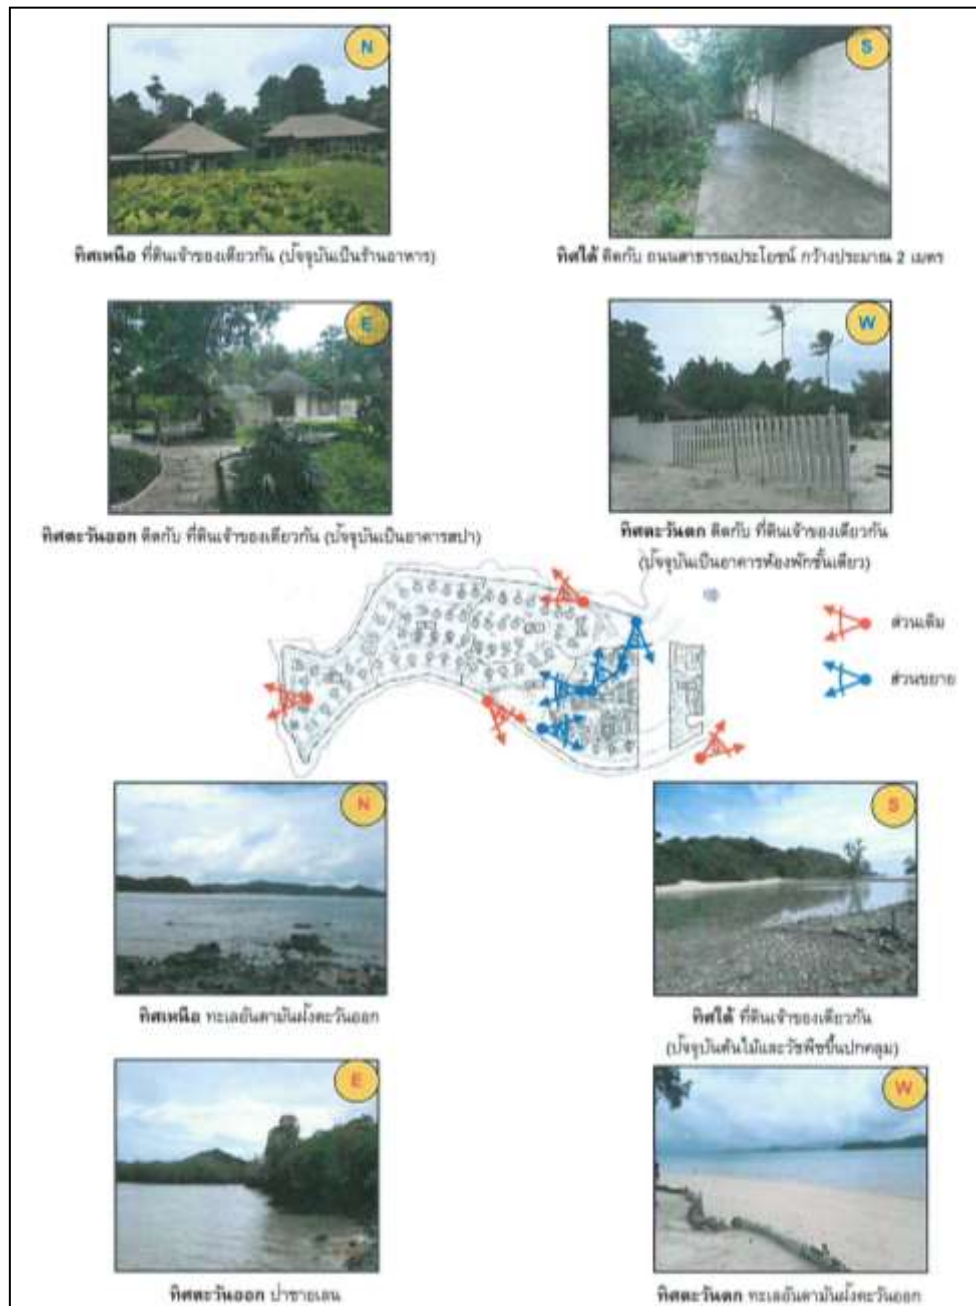 N
S
ทิศเหนือ ที่ดินเจ้าของเดียวกัน (ปัจจุบันเป็นร้านอาหาร)
ทิศใต้ ติดกับ ถนนสาธารณประโยชน์ กว้างประมาณ 2 เมตร
E
W
ทิศตะวันออก ติดกับ ที่ดินเจ้าของเดียวกัน (ปัจจุบันเป็นอาคารสปา)
ทิศตะวันตก ติดกับ ที่ดินเจ้าของเดียวกัน
(ปัจจุบันเป็นอาคารห้องพักชั้นเดียว)
ส่วนเดิม
ส่วนขยาย
N
S
ทิศเหนือ ทะเลอันดามันฝั่งตะวันออก
ทิศใต้ ที่ดินเจ้าของเดียวกัน
(ปัจจุบันต้นไม้และวัชพืชขึ้นปกคลุม)
E
W
ทิศตะวันออก ป่าชายเลน
ทิศตะวันตก ทะเลอันดามันฝั่งตะวันออก